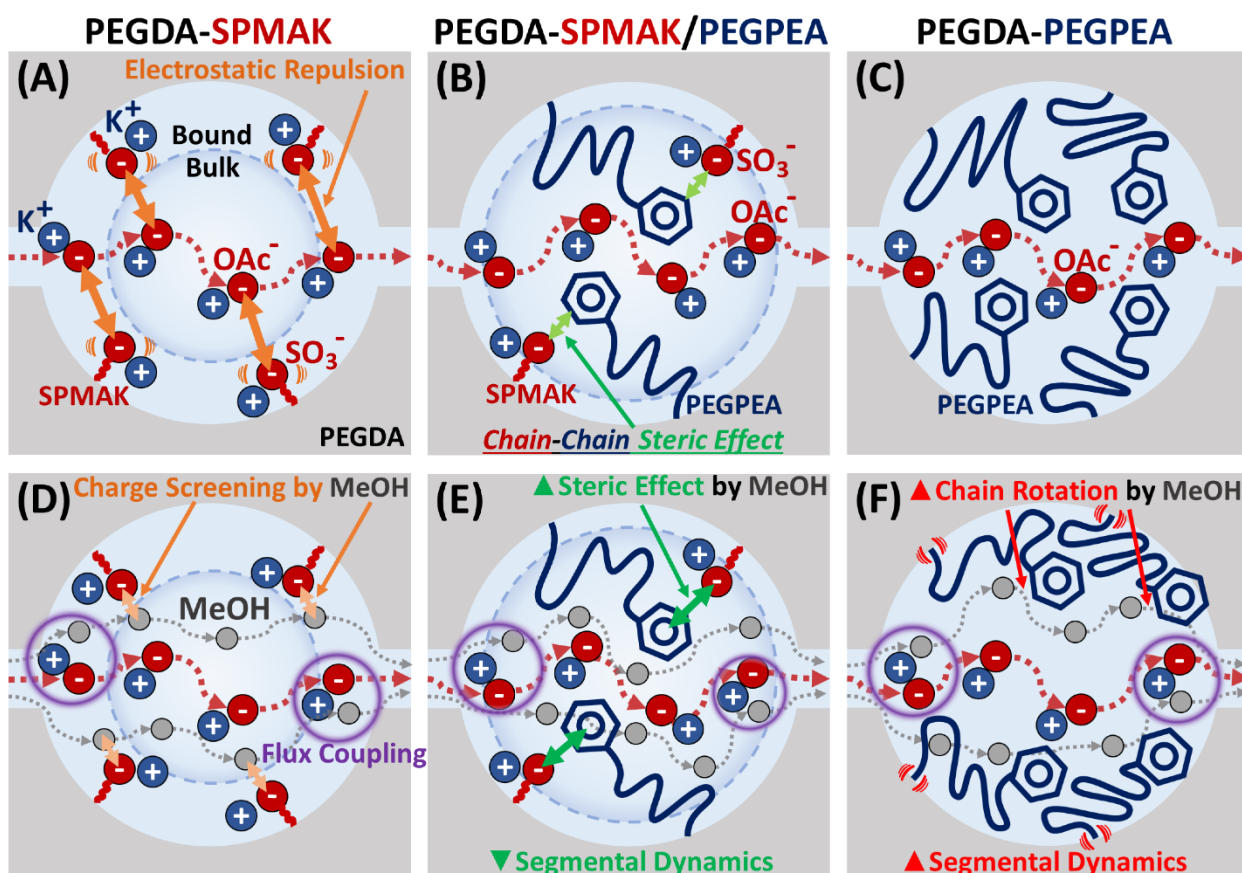 PEGDA-SPMAK
PEGDA-SPMAK/PEGPEA
PEGDA-PEGPEA
(A)
Electrostatic Repulsion
K+
+
+
Bound
Bulk
-
-
K+
+
-
-
+
OAc-
-
+
-
+
-
+
SO3-
-
+
SPMAK
PEGDA
(B)
+
-
SO3-
OAc-
-
+
-
+
-
-
+
+
-
SPMAK
PEGPEA
Chain-Chain Steric Effect
(C)
-
+
-
+
-
+
OAc-
-
+
PEGPEA
(D)
Charge Screening by MeOH
+
-
+
-
MeOH
+
-
-
+
-
+
-
+
Flux Coupling
-
+
-
+
(E)
▲Steric Effect by MeOH
+
-
+
-
-
+
-
+
-
+
+
-
▼Segmental Dynamics
(F)
▲Chain Rotation by MeOH
+
-
-
+
-
+
-
+
▲Segmental Dynamics